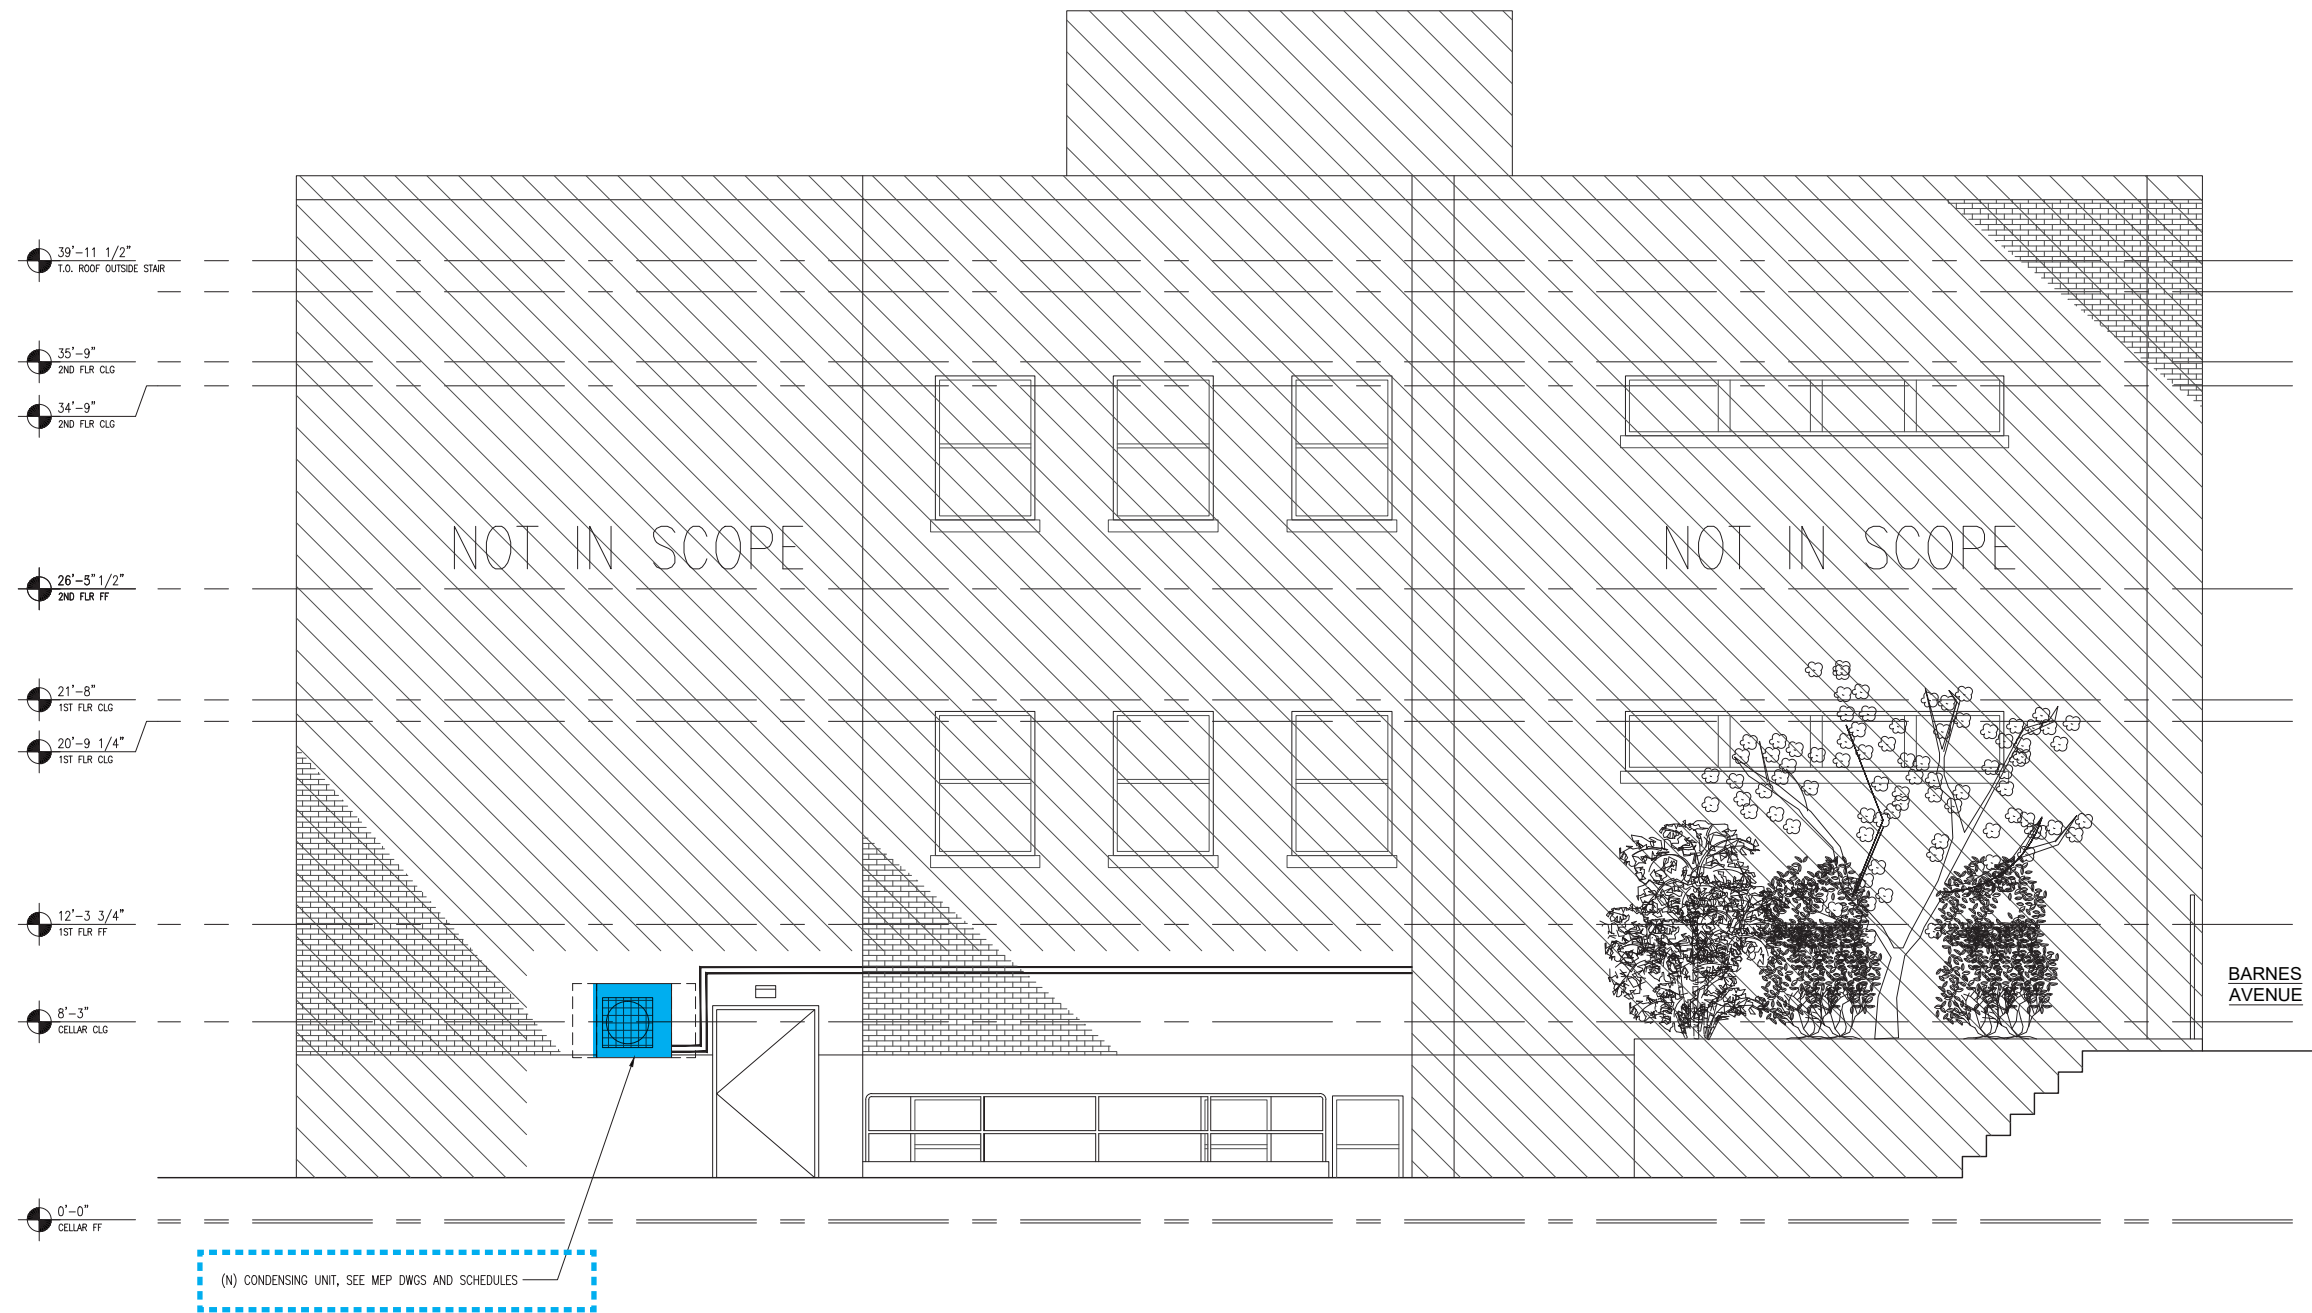 39'-11 1/2"
T.O. ROOF OUTSIDE STAIR
35'-9"
2ND FLR CLG
34'-9"
2ND FLR CLG
NOT IN SCOPE
NOT IN SCOPE
26'-5" 1/2"
2ND FLR FF
21'-8"
1ST FLR CLG
20'-9 1/4"
1ST FLR CLG
12'-3 3/4"
1ST FLR FF
BARNES
AVENUE
8'-3"
CELLAR CLG
0'-0"
CELLAR FF
(N) CONDENSING UNIT, SEE MEP DWGS AND SCHEDULES